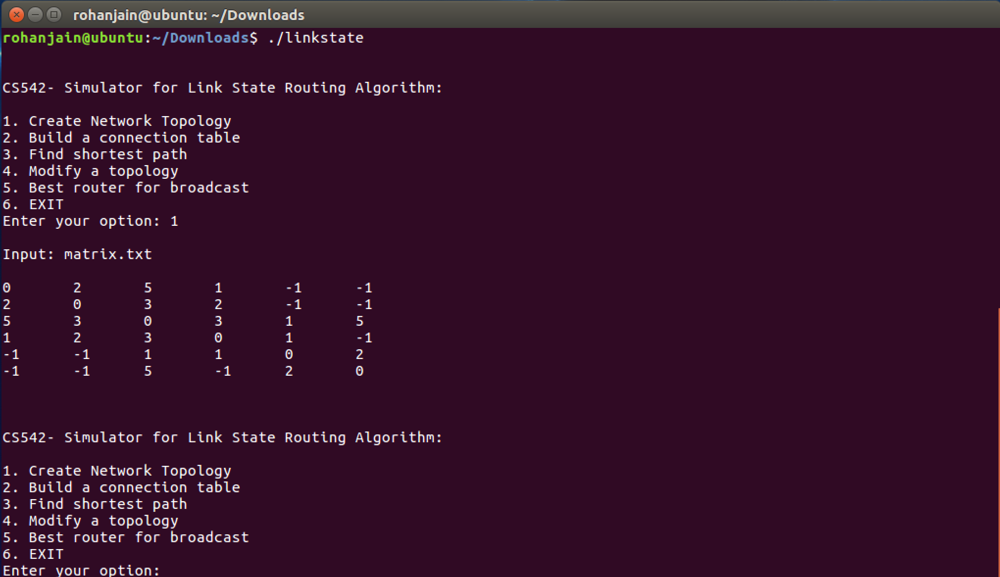 rohanjain@ubuntu: ~/Downloads
rohanjain@ubuntu:~/Downloads$ ./linkstate
CS542- Simulator for Link State Routing Algorithm:
1. Create Network Topology
2. Build a connection table
3. Find shortest path
4. Modify a topology
5. Best router for broadcast
6. EXIT
Enter your option: 1
Input: matrix.txt
0 2 5 1 -1 -1
2 0 3 2 -1 -1
5 3 0 3 1 5
1 2 3 0 1 -1
-1 -1 1 1 0 2
-1 -1 5 -1 2 0
CS542- Simulator for Link State Routing Algorithm:
1. Create Network Topology
2. Build a connection table
3. Find shortest path
4. Modify a topology
5. Best router for broadcast
6. EXIT
Enter your option: